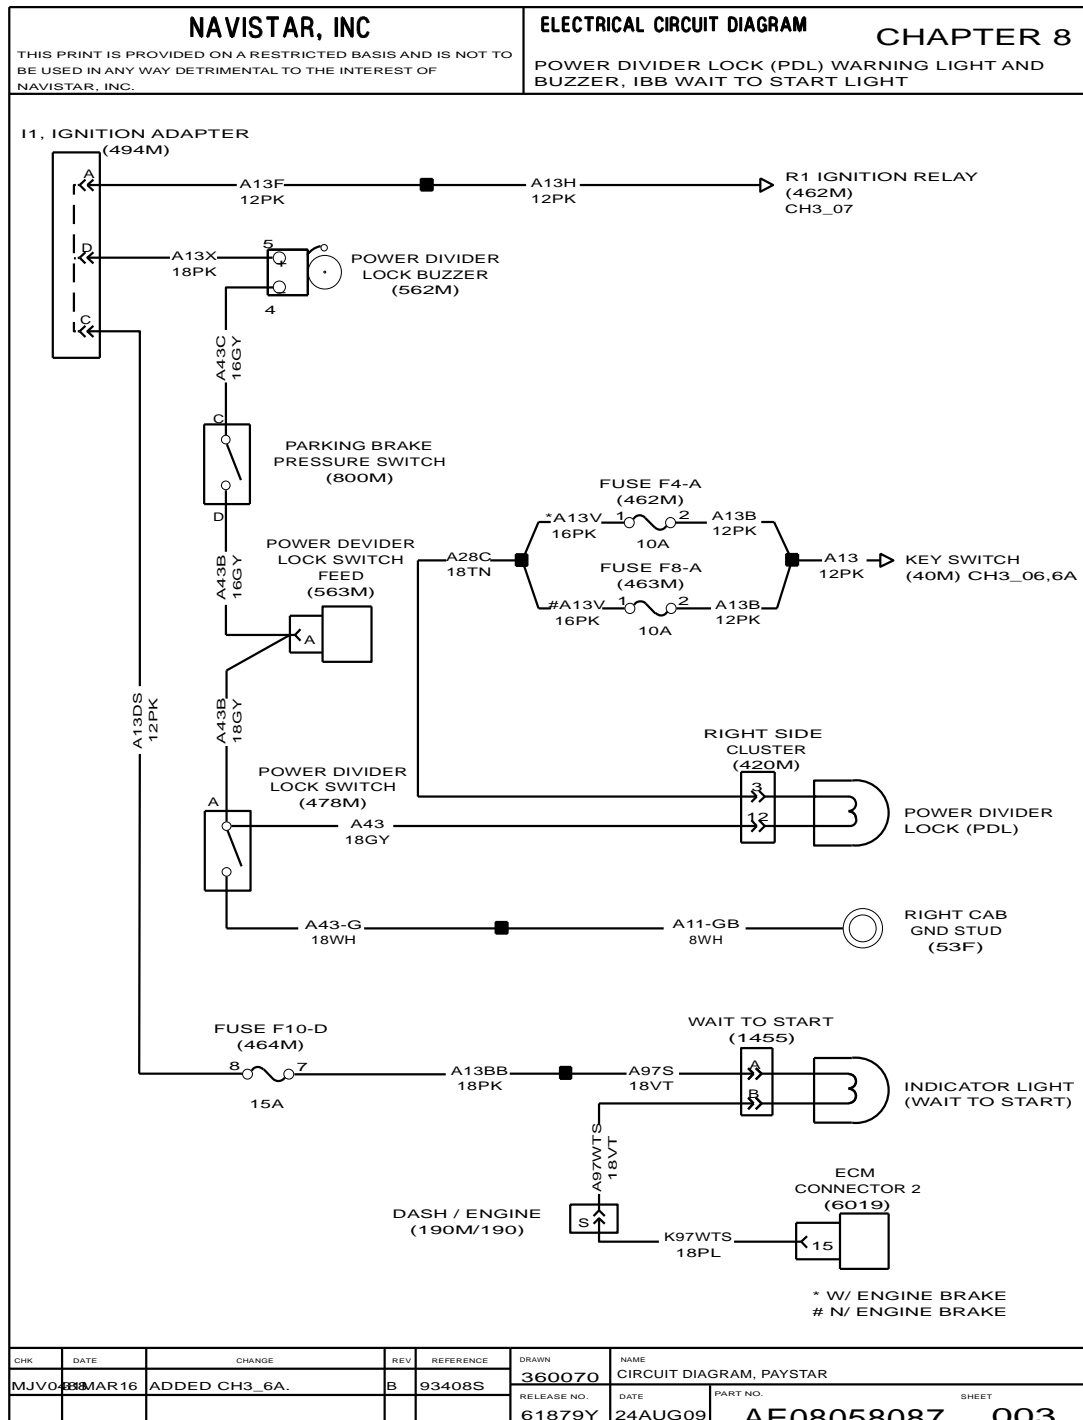 NAVISTAR, INC
THIS PRINT IS PROVIDED ON A RESTRICTED BASIS AND IS NOT TO
BE USED IN ANY WAY DETRIMENTAL TO THE INTEREST OF
NAVISTAR, INC.
ELECTRICAL CIRCUIT DIAGRAM
CHAPTER 8
POWER DIVIDER LOCK (PDL) WARNING LIGHT AND
BUZZER, IBB WAIT TO START LIGHT
I1, IGNITION ADAPTER
(494M)
A
A13F
12PK
A13H
12PK
R1 IGNITION RELAY
(462M)
CH3_07
D
A13X
18PK
5
+
4
POWER DIVIDER
LOCK BUZZER
(562M)
C
A43C
16GY
C
PARKING BRAKE
PRESSURE SWITCH
(800M)
D
A43B
16GY
POWER DEVIDER
LOCK SWITCH
FEED
(563M)
A
FUSE F4-A
(462M)
*A13V
16PK
1
2
10A
A13B
12PK
A28C
18TN
FUSE F8-A
(463M)
#A13V
16PK
1
2
10A
A13B
12PK
A13
12PK
KEY SWITCH
(40M) CH3_06,6A
A13DS
12PK
A43B
18GY
RIGHT SIDE
CLUSTER
(420M)
3
12
POWER DIVIDER
LOCK (PDL)
POWER DIVIDER
LOCK SWITCH
(478M)
A
A43
18GY
A43-G
18WH
A11-GB
8WH
RIGHT CAB
GND STUD
(53F)
FUSE F10-D
(464M)
8
7
15A
A13BB
18PK
A97S
18VT
WAIT TO START
(1455)
A
B
INDICATOR LIGHT
(WAIT TO START)
A97WTS
18VT
DASH / ENGINE
(190M/190)
S
K97WTS
18PL
ECM
CONNECTOR 2
(6019)
15
* W/ ENGINE BRAKE
# N/ ENGINE BRAKE
CHK DATE CHANGE REV REFERENCE
MAR16 ADDED CH3_6A. B 93408S
DRAWN
360070
NAME
CIRCUIT DIAGRAM, PAYSTAR
RELEASE NO.
61879Y
DATE
24AUG09
PART NO.
AE08058087
SHEET
003